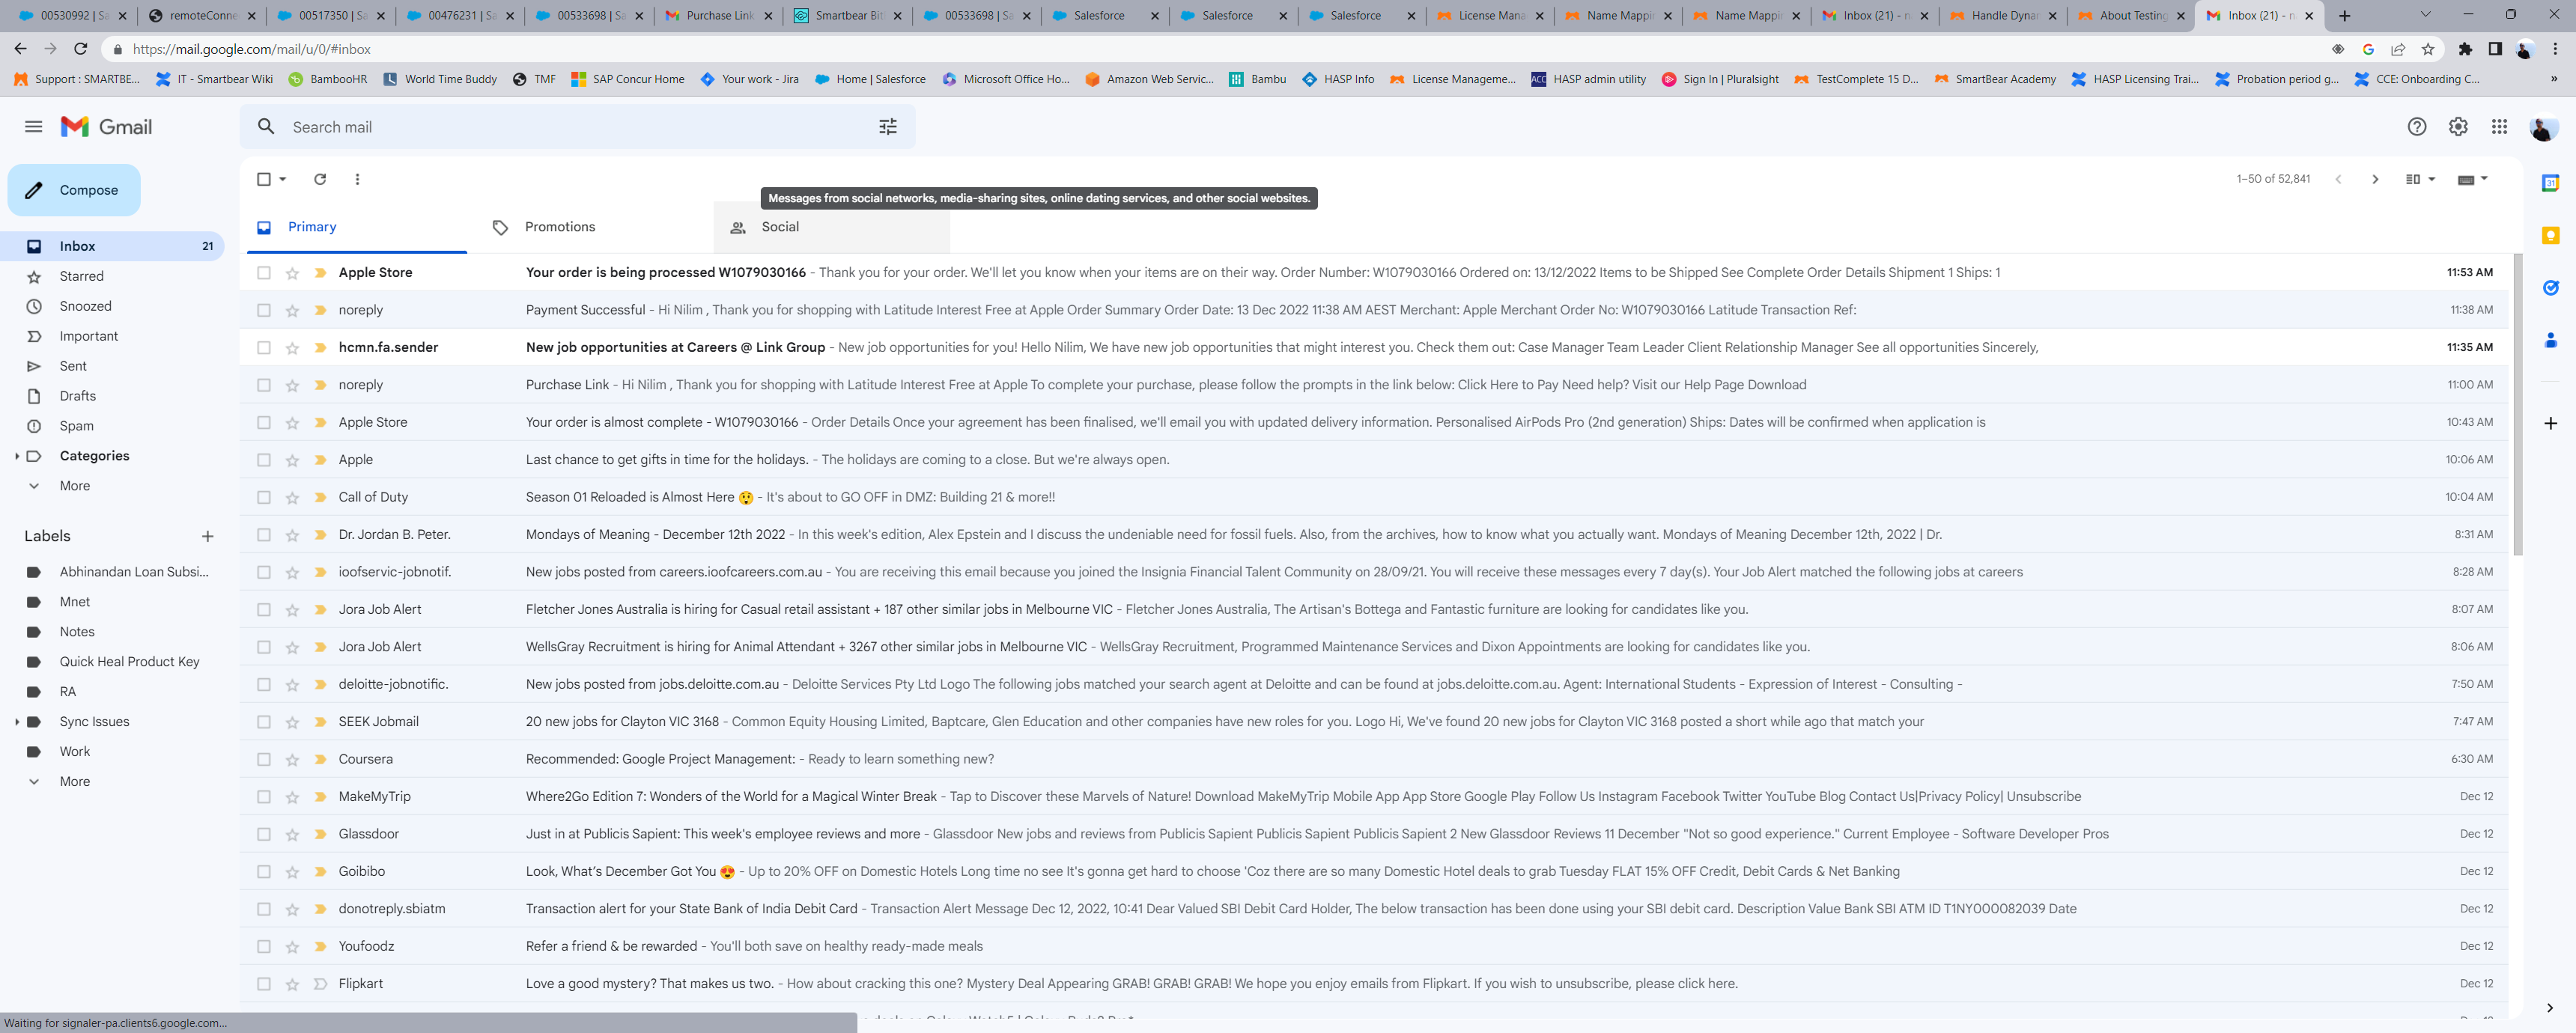 00530992 | Sa
remoteConne
00517350 | Sa
00476231 | Sa
00533698 | Sa
Purchase Link
Smartbear Bit
00533698 | Sa
Salesforce
Salesforce
Salesforce
License Mana
Name Mappin
Name Mappin
Inbox (21) - n
Handle Dynar
About Testing
Inbox (21) - n
https://mail.google.com/mail/u/0/#inbox
Support : SMARTBE...
IT - Smartbear Wiki
BambooHR
World Time Buddy
TMF
SAP Concur Home
Your work - Jira
Home | Salesforce
Microsoft Office Ho...
Amazon Web Servic...
Bambu
HASP Info
License Manageme...
ACC
HASP admin utility
Sign In | Pluralsight
TestComplete 15 D...
SmartBear Academy
HASP Licensing Trai...
Probation period g...
CCE: Onboarding C...
»
Gmail
Search mail
Compose
1–50 of 52,841
Messages from social networks, media-sharing sites, online dating services, and other social websites.
Primary
Promotions
Social
Inbox 21
Starred
Snoozed
Important
Sent
Drafts
Spam
Categories
More
Labels
Abhinandan Loan Subsi...
Mnet
Notes
Quick Heal Product Key
RA
Sync Issues
Work
More
Apple Store Your order is being processed W1079030166 - Thank you for your order. We'll let you know when your items are on their way. Order Number: W1079030166 Ordered on: 13/12/2022 Items to be Shipped See Complete Order Details Shipment 1 Ships: 1 11:53 AM
noreply Payment Successful - Hi Nilim , Thank you for shopping with Latitude Interest Free at Apple Order Summary Order Date: 13 Dec 2022 11:38 AM AEST Merchant: Apple Merchant Order No: W1079030166 Latitude Transaction Ref: 11:38 AM
hcmn.fa.sender New job opportunities at Careers @ Link Group - New job opportunities for you! Hello Nilim, We have new job opportunities that might interest you. Check them out: Case Manager Team Leader Client Relationship Manager See all opportunities Sincerely, 11:35 AM
noreply Purchase Link - Hi Nilim , Thank you for shopping with Latitude Interest Free at Apple To complete your purchase, please follow the prompts in the link below: Click Here to Pay Need help? Visit our Help Page Download 11:00 AM
Apple Store Your order is almost complete - W1079030166 - Order Details Once your agreement has been finalised, we'll email you with updated delivery information. Personalised AirPods Pro (2nd generation) Ships: Dates will be confirmed when application is 10:43 AM
Apple Last chance to get gifts in time for the holidays. - The holidays are coming to a close. But we're always open. 10:06 AM
Call of Duty Season 01 Reloaded is Almost Here 😲 - It's about to GO OFF in DMZ: Building 21 & more!! 10:04 AM
Dr. Jordan B. Peter. Mondays of Meaning - December 12th 2022 - In this week's edition, Alex Epstein and I discuss the undeniable need for fossil fuels. Also, from the archives, how to know what you actually want. Mondays of Meaning December 12th, 2022 | Dr. 8:31 AM
ioofservic-jobnotif. New jobs posted from careers.ioofcareers.com.au - You are receiving this email because you joined the Insignia Financial Talent Community on 28/09/21. You will receive these messages every 7 day(s). Your Job Alert matched the following jobs at careers 8:28 AM
Jora Job Alert Fletcher Jones Australia is hiring for Casual retail assistant + 187 other similar jobs in Melbourne VIC - Fletcher Jones Australia, The Artisan's Bottega and Fantastic furniture are looking for candidates like you. 8:07 AM
Jora Job Alert WellsGray Recruitment is hiring for Animal Attendant + 3267 other similar jobs in Melbourne VIC - WellsGray Recruitment, Programmed Maintenance Services and Dixon Appointments are looking for candidates like you. 8:06 AM
deloitte-jobnotific. New jobs posted from jobs.deloitte.com.au - Deloitte Services Pty Ltd Logo The following jobs matched your search agent at Deloitte and can be found at jobs.deloitte.com.au. Agent: International Students - Expression of Interest - Consulting - 7:50 AM
SEEK Jobmail 20 new jobs for Clayton VIC 3168 - Common Equity Housing Limited, Baptcare, Glen Education and other companies have new roles for you. Logo Hi, We've found 20 new jobs for Clayton VIC 3168 posted a short while ago that match your 7:47 AM
Coursera Recommended: Google Project Management: - Ready to learn something new? 6:30 AM
MakeMyTrip Where2Go Edition 7: Wonders of the World for a Magical Winter Break - Tap to Discover these Marvels of Nature! Download MakeMyTrip Mobile App App Store Google Play Follow Us Instagram Facebook Twitter YouTube Blog Contact Us|Privacy Policy| Unsubscribe Dec 12
Glassdoor Just in at Publicis Sapient: This week's employee reviews and more - Glassdoor New jobs and reviews from Publicis Sapient Publicis Sapient Publicis Sapient 2 New Glassdoor Reviews 11 December "Not so good experience." Current Employee - Software Developer Pros Dec 12
Goibibo Look, What's December Got You 😍 - Up to 20% OFF on Domestic Hotels Long time no see It's gonna get hard to choose 'Coz there are so many Domestic Hotel deals to grab Tuesday FLAT 15% OFF Credit, Debit Cards & Net Banking Dec 12
donotreply.sbiatm Transaction alert for your State Bank of India Debit Card - Transaction Alert Message Dec 12, 2022, 10:41 Dear Valued SBI Debit Card Holder, The below transaction has been done using your SBI debit card. Description Value Bank SBI ATM ID T1NY000082039 Date Dec 12
Youfoodz Refer a friend & be rewarded - You'll both save on healthy ready-made meals Dec 12
Flipkart Love a good mystery? That makes us two. - How about cracking this one? Mystery Deal Appearing GRAB! GRAB! GRAB! We hope you enjoy emails from Flipkart. If you wish to unsubscribe, please click here. Dec 12
Waiting for signaler-pa.clients6.google.com...